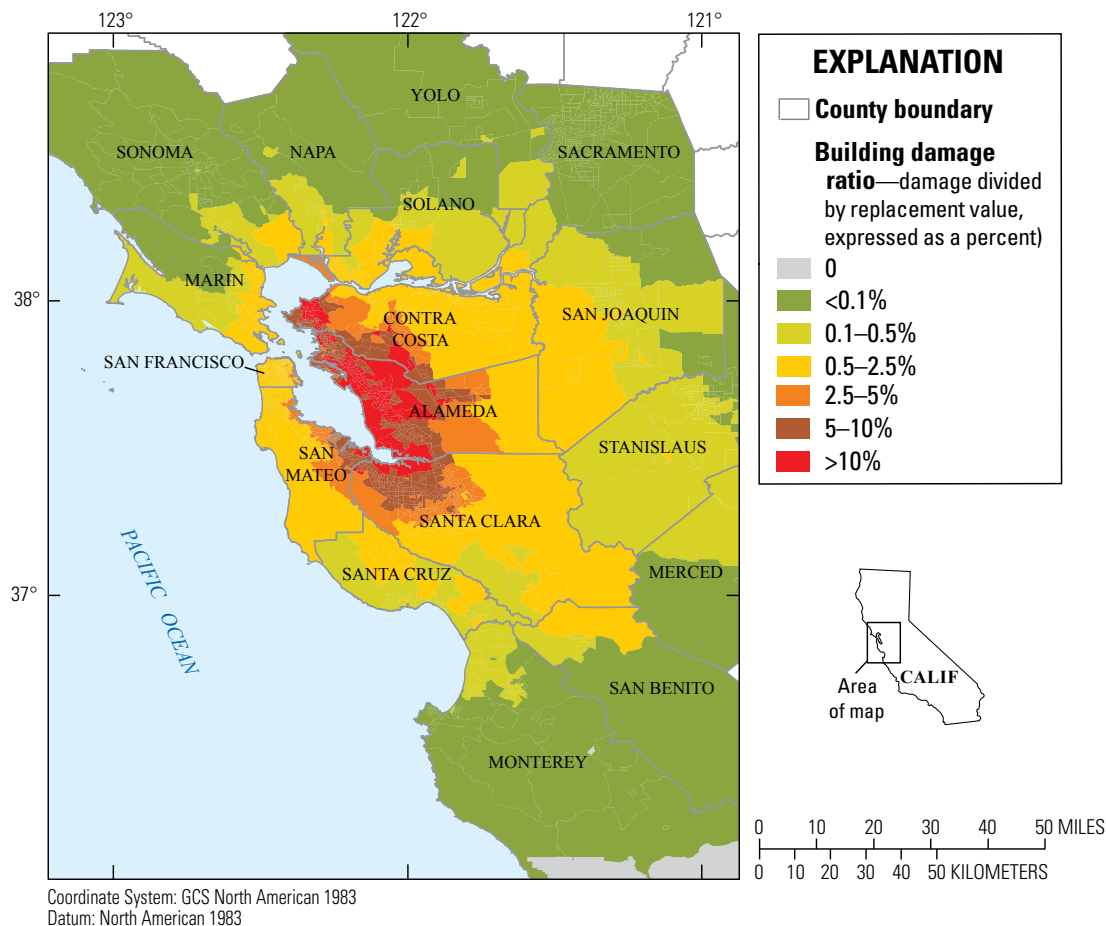 123°
122°
121°
38°
37°
YOLO
SONOMA
NAPA
SACRAMENTO
SOLANO
MARIN
CONTRA
COSTA
SAN JOAQUIN
SAN FRANCISCO
ALAMEDA
STANISLAUS
SAN
MATEO
SANTA CLARA
SANTA CRUZ
MERCED
PACIFIC OCEAN
SAN BENITO
MONTEREY
Coordinate System: GCS North American 1983
Datum: North American 1983
EXPLANATION
County boundary
Building damage
ratio—damage divided
by replacement value,
expressed as a percent)
0
<0.1%
0.1–0.5%
0.5–2.5%
2.5–5%
5–10%
>10%
Area
of map
CALIF
0 10 20 30 40 50 MILES
0 10 20 30 40 50 KILOMETERS